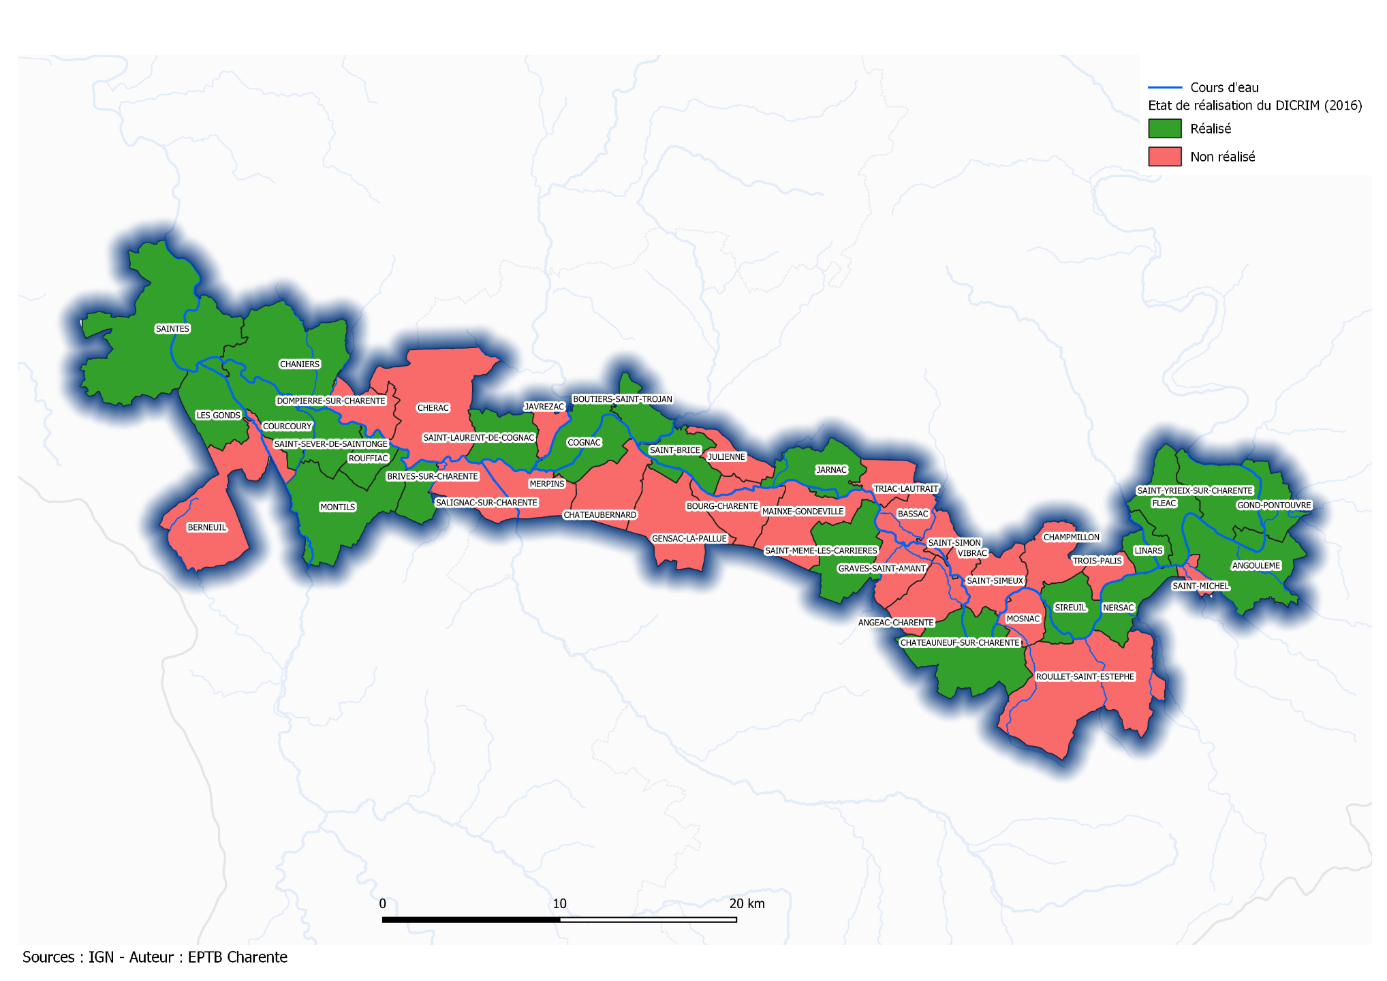 Cours d'eau
Etat de réalisation du DICRIM (2016)
Réalisé
Non réalisé
SAINTES
CHANIERS
DOMPIERRE-SUR-CHARENTE
CHERAC
JAVREZAC
BOUTIERS-SAINT-TROJAN
LES GONDS
COURCOURY
SAINT-SEVER-DE-SAINTONGE
SAINT-LAURENT-DE-COGNAC
COGNAC
SAINT-BRICE
JULIENNE
ROUFFIAC
BRIVES-SUR-CHARENTE
JARNAC
MERPINS
TRIAC-LAUTRAIT
SAINT-YRIEIX-SUR-CHARENTE
FLEAC
GOND-PONTOUVRE
MONTILS
SALIGNAC-SUR-CHARENTE
CHATEAUBERNARD
BOURG-CHARENTE
MAINXE-GONDEVILLE
BASSAC
BERNEUIL
GENSAC-LA-PALLUE
SAINT-MEME-LES-CARRIERES
SAINT-SIMON
VIBRAC
CHAMPMILLON
LINARS
GRAVES-SAINT-AMANT
TROIS-PALIS
ANGOULEME
SAINT-SIMEUX
SAINT-MICHEL
ANGEAC-CHARENTE
MOSNAC
SIREUIL
NERSAC
CHATEAUNEUF-SUR-CHARENTE
ROULLET-SAINT-ESTEPHE
0 10 20 km
Sources : IGN - Auteur : EPTB Charente